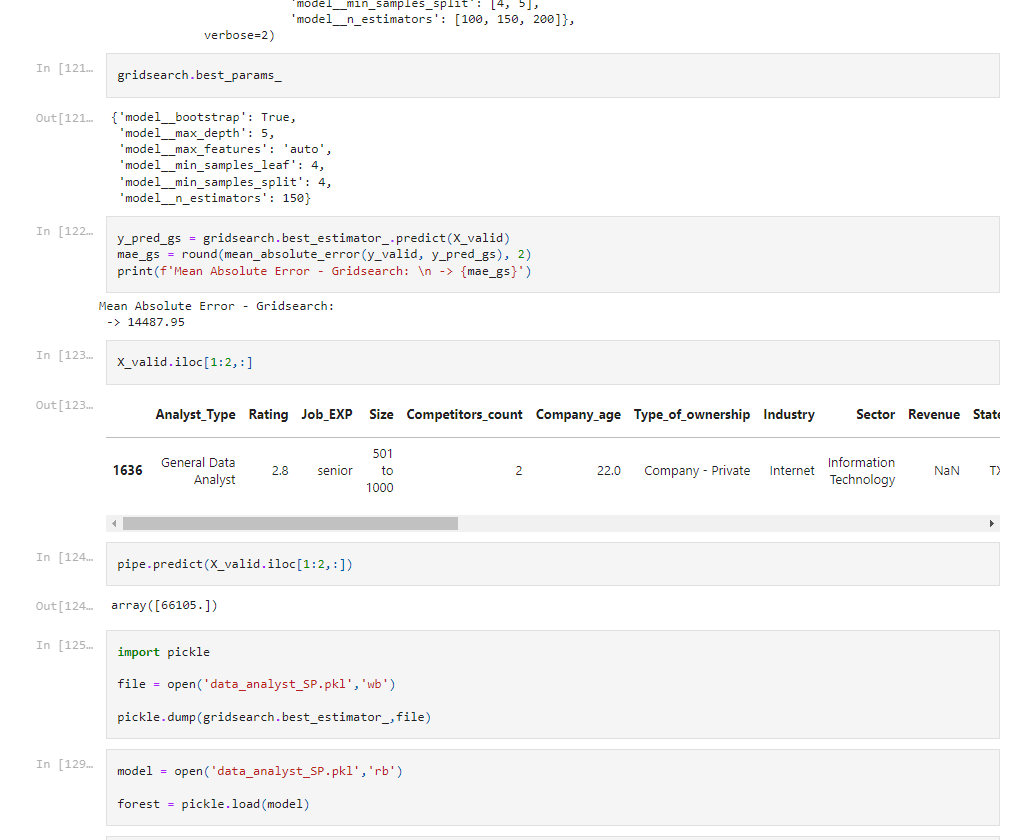 'model__min_samples_split': [4, 5],
'model__n_estimators': [100, 150, 200]},
verbose=2)
In [121…
gridsearch.best_params_
Out[121…
{'model__bootstrap': True,
'model__max_depth': 5,
'model__max_features': 'auto',
'model__min_samples_leaf': 4,
'model__min_samples_split': 4,
'model__n_estimators': 150}
In [122…
y_pred_gs = gridsearch.best_estimator_.predict(X_valid)
mae_gs = round(mean_absolute_error(y_valid, y_pred_gs), 2)
print(f'Mean Absolute Error - Gridsearch: \n -> {mae_gs}')
Mean Absolute Error - Gridsearch:
-> 14487.95
In [123…
X_valid.iloc[1:2,:]
Out[123…
Analyst_Type Rating Job_EXP Size Competitors_count Company_age Type_of_ownership Industry Sector Revenue State
1636 General Data Analyst 2.8 senior 501 to 1000 2 22.0 Company - Private Internet Information Technology NaN TX
In [124…
pipe.predict(X_valid.iloc[1:2,:])
Out[124…
array([66105.])
In [125…
import pickle
file = open('data_analyst_SP.pkl','wb')
pickle.dump(gridsearch.best_estimator_,file)
In [129…
model = open('data_analyst_SP.pkl','rb')
forest = pickle.load(model)